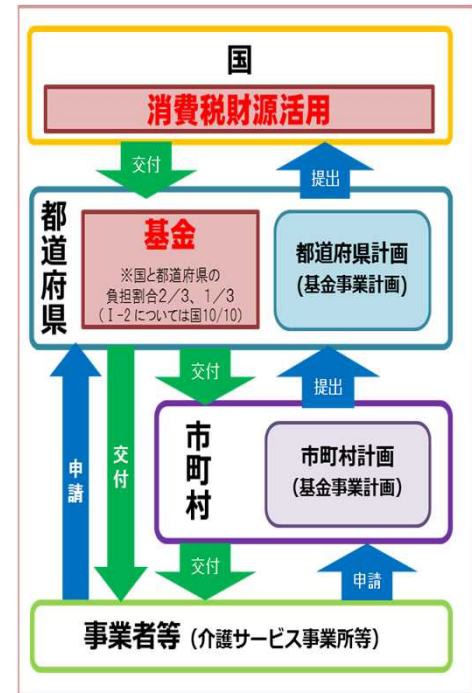 国
消費税財源活用
交付
提出
都道府県
基金
※国と都道府県の
負担割合2/3、1/3
(Ⅰ-2については国10/10)
都道府県計画
(基金事業計画)
交付
提出
申請
交付
市町村
市町村計画
(基金事業計画)
交付
申請
事業者等(介護サービス事業所等)